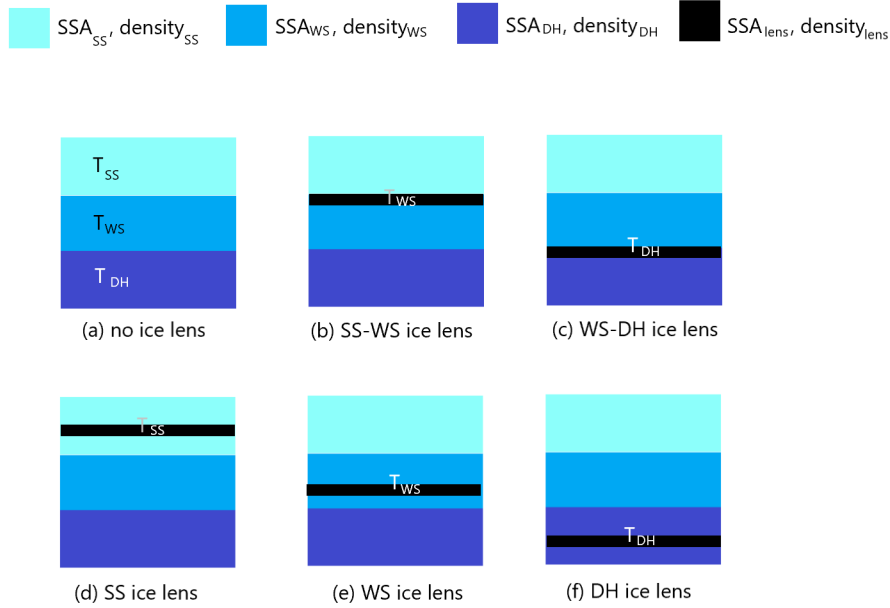 SSA_SS, density_SS SSA_WS, density_WS SSA_DH, density_DH SSA_lens, density_lens
T_SS
T_WS
T_DH
T_WS
T_DH
(a) no ice lens
(b) SS-WS ice lens
(c) WS-DH ice lens
T_SS
T_WS
T_DH
(d) SS ice lens
(e) WS ice lens
(f) DH ice lens